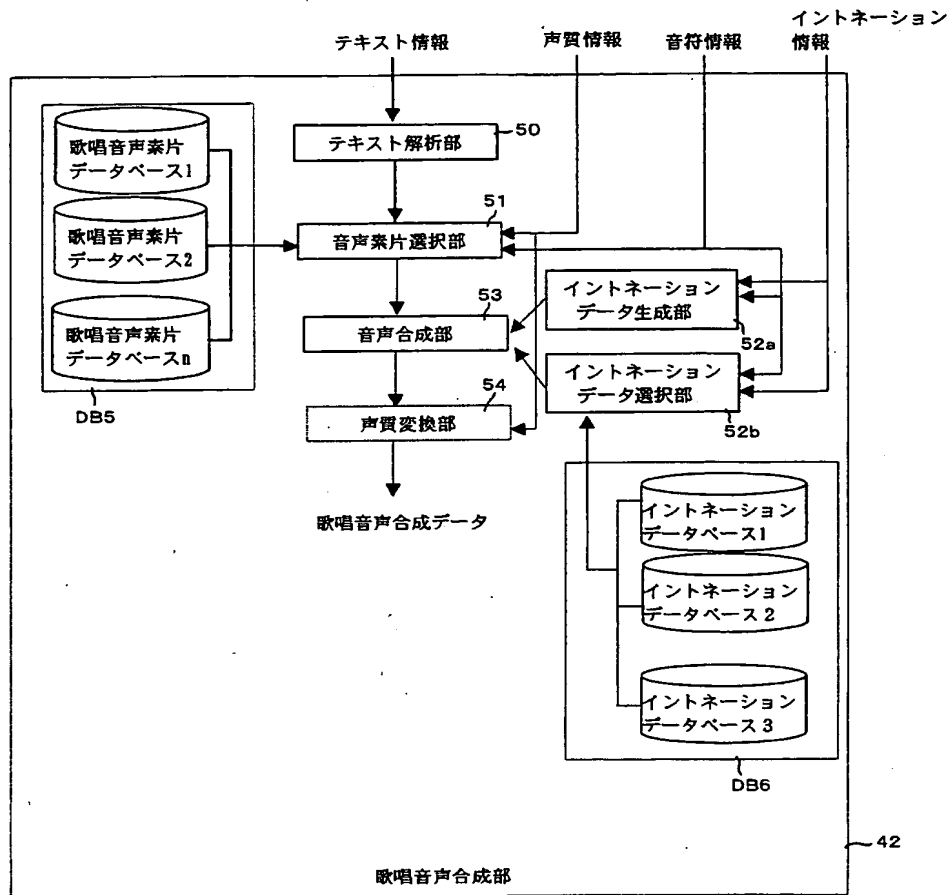 イントネーション
情報
テキスト情報
声質情報
音符情報
歌唱音声素片
データベース1
歌唱音声素片
データベース2
歌唱音声素片
データベースn
DB5
テキスト解析部
50
音声素片選択部
51
音声合成部
53
声質変換部
54
歌唱音声合成データ
イントネーション
データ生成部
52a
イントネーション
データ選択部
52b
イントネーション
データベース1
イントネーション
データベース2
イントネーション
データベース3
DB6
42
歌唱音声合成部